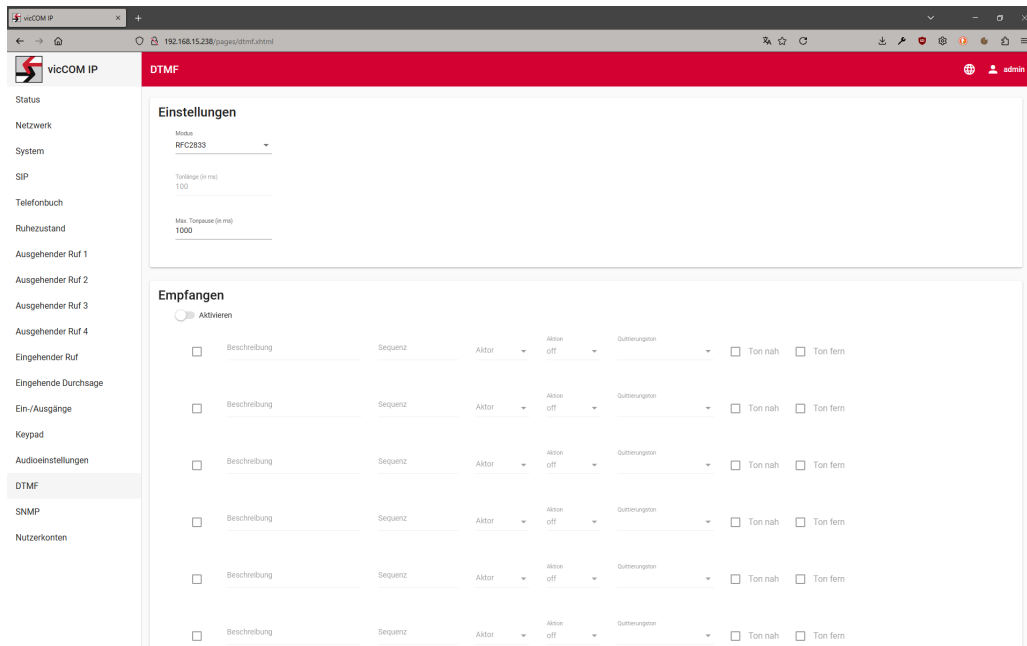 vicCOM IP
192.168.15.238/pages/dtmf.xhtml
vicCOM IP
DTMF
admin
Status
Netzwerk
System
SIP
Telefonbuch
Ruhezustand
Ausgehender Ruf 1
Ausgehender Ruf 2
Ausgehender Ruf 3
Ausgehender Ruf 4
Eingehender Ruf
Eingehende Durchsage
Ein-/Ausgänge
Keypad
Audioeinstellungen
DTMF
SNMP
Nutzerkonten
Einstellungen
Modus
RFC2833
Tonlänge (in ms)
100
Max. Tonpause (in ms)
1000
Empfangen
Aktivieren
Beschreibung Sequenz Aktor Aktion off Quittierungston Ton nah Ton fern
Beschreibung Sequenz Aktor Aktion off Quittierungston Ton nah Ton fern
Beschreibung Sequenz Aktor Aktion off Quittierungston Ton nah Ton fern
Beschreibung Sequenz Aktor Aktion off Quittierungston Ton nah Ton fern
Beschreibung Sequenz Aktor Aktion off Quittierungston Ton nah Ton fern
Beschreibung Sequenz Aktor Aktion off Quittierungston Ton nah Ton fern